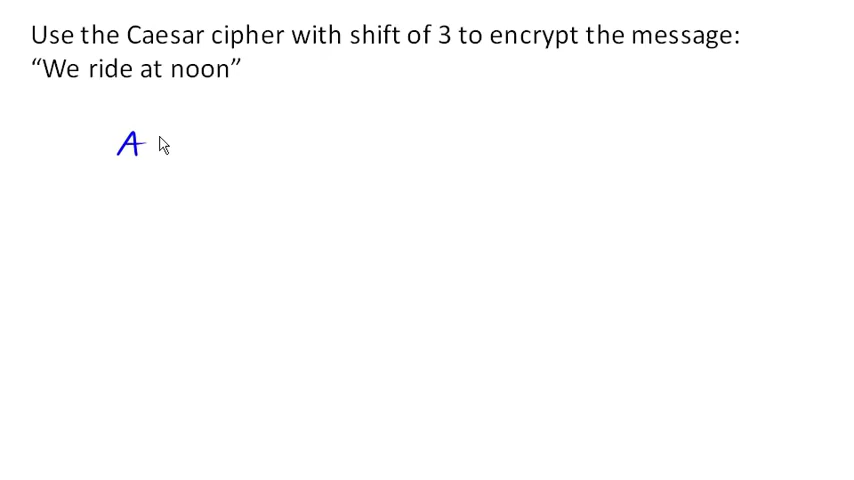 Use the Caesar cipher with shift of 3 to encrypt the message:
“We ride at noon”
A